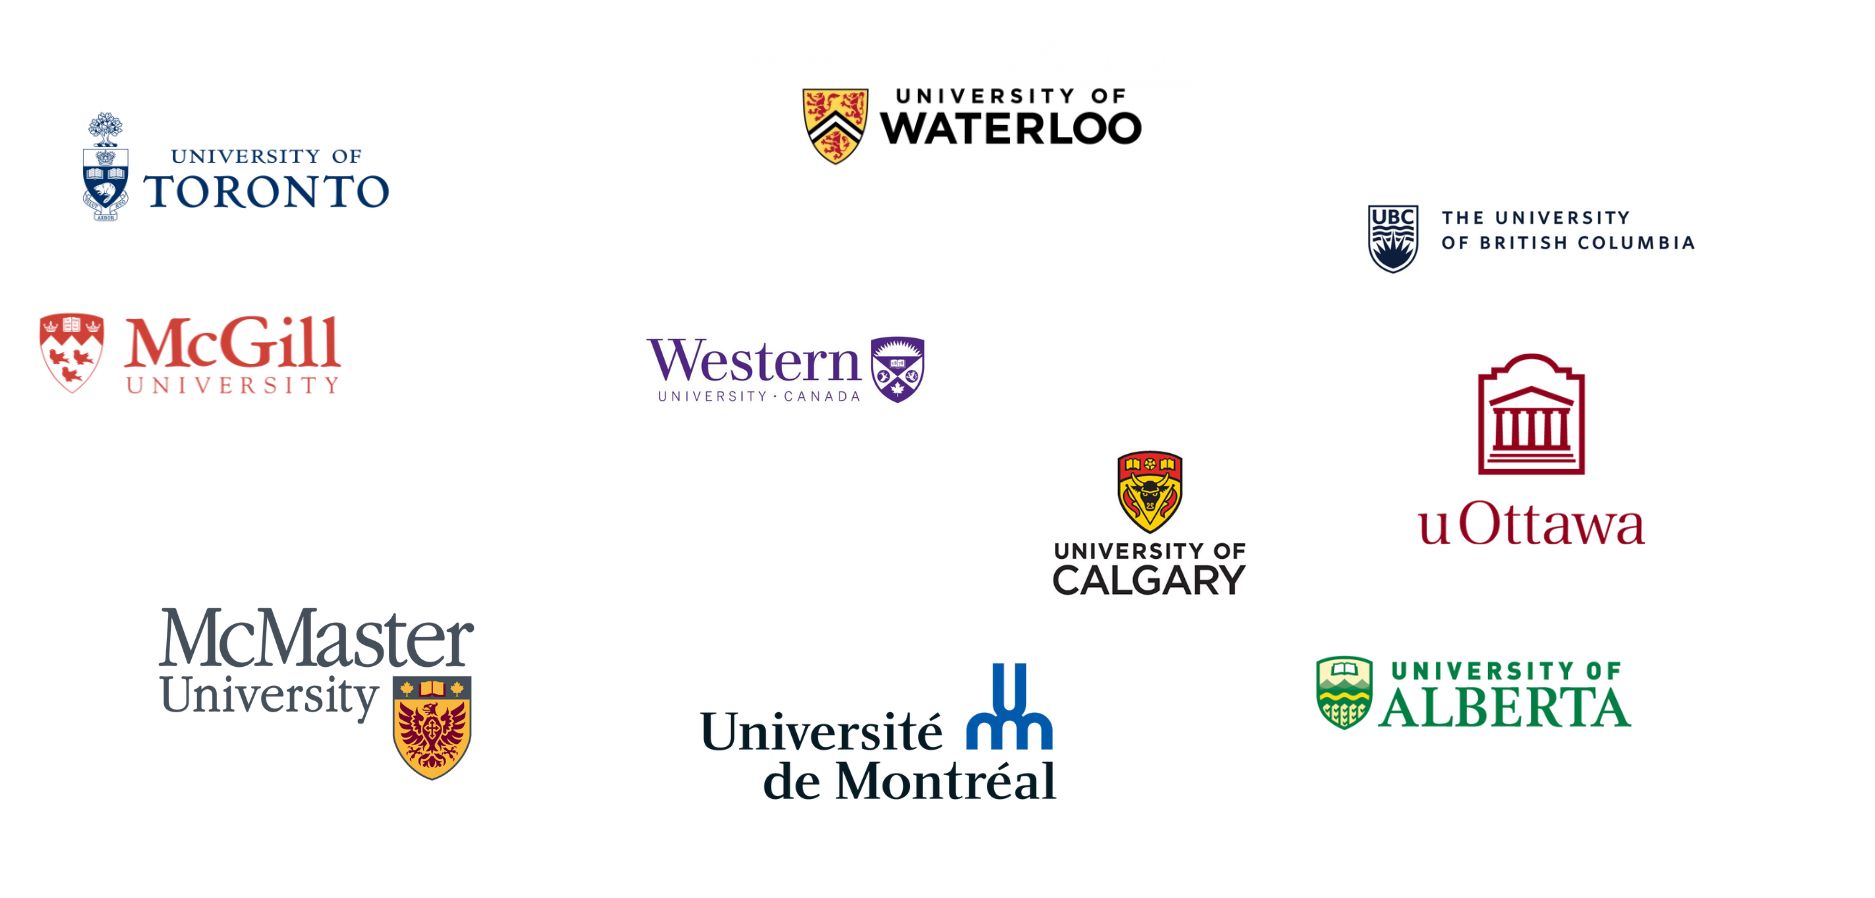 UNIVERSITY OF
WATERLOO
UNIVERSITY OF
TORONTO
ARBOR
UBC
THE UNIVERSITY
OF BRITISH COLUMBIA
McGill
UNIVERSITY
Western
UNIVERSITY · CANADA
uOttawa
UNIVERSITY OF
CALGARY
McMaster
University
Université
de Montréal
UNIVERSITY OF
ALBERTA